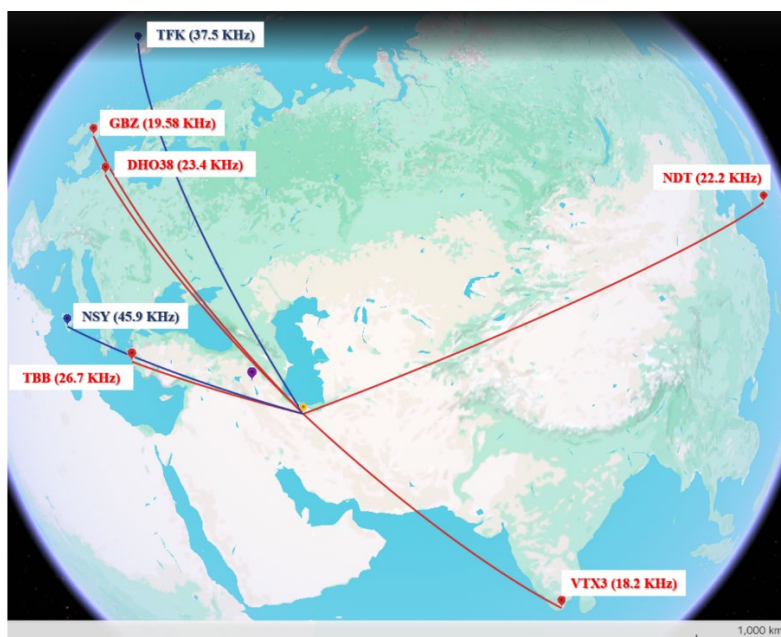 TFK (37.5 KHz)
GBZ (19.58 KHz)
DHO38 (23.4 KHz)
NDT (22.2 KHz)
NSY (45.9 KHz)
TBB (26.7 KHz)
VTX3 (18.2 KHz)
1,000 km